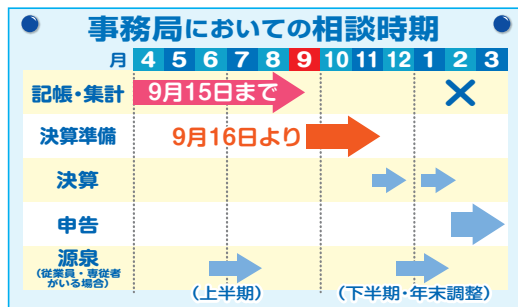 事務局においての相談時期
月 4 5 6 7 8 9 10 11 12 1 2 3
記帳・集計 9月15日まで ×
決算準備 9月16日より
決算
申告
源泉
(従業員・専従者
がいる場合)
(上半期) (下半期・年末調整)